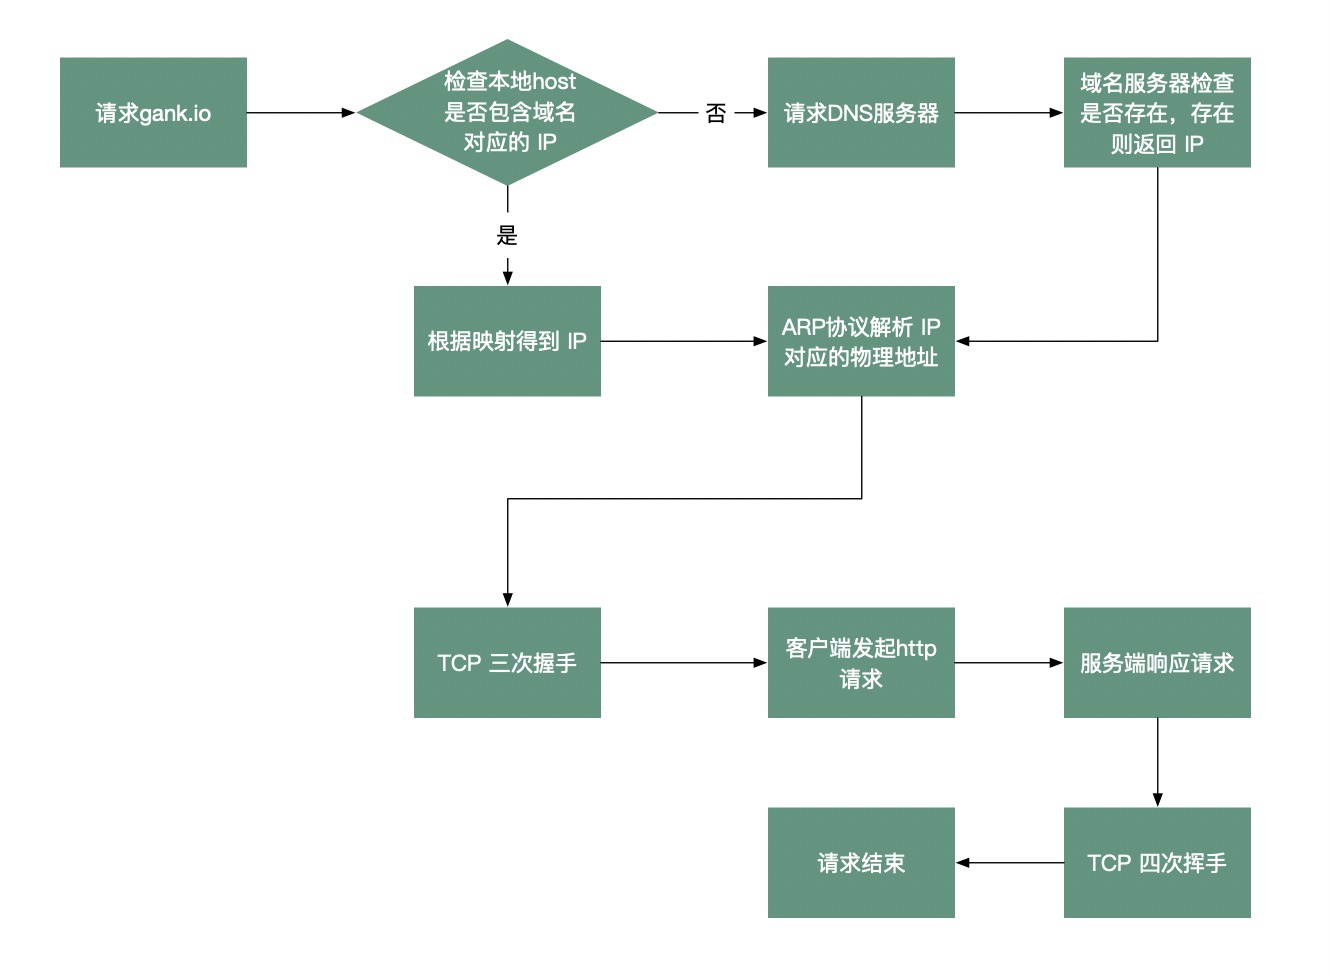 请求gank.io
检查本地host
是否包含域名
对应的 IP
否
请求DNS服务器
域名服务器检查
是否存在，存在
则返回 IP
是
根据映射得到 IP
ARP协议解析 IP
对应的物理地址
TCP 三次握手
客户端发起http
请求
服务端响应请求
TCP 四次挥手
请求结束